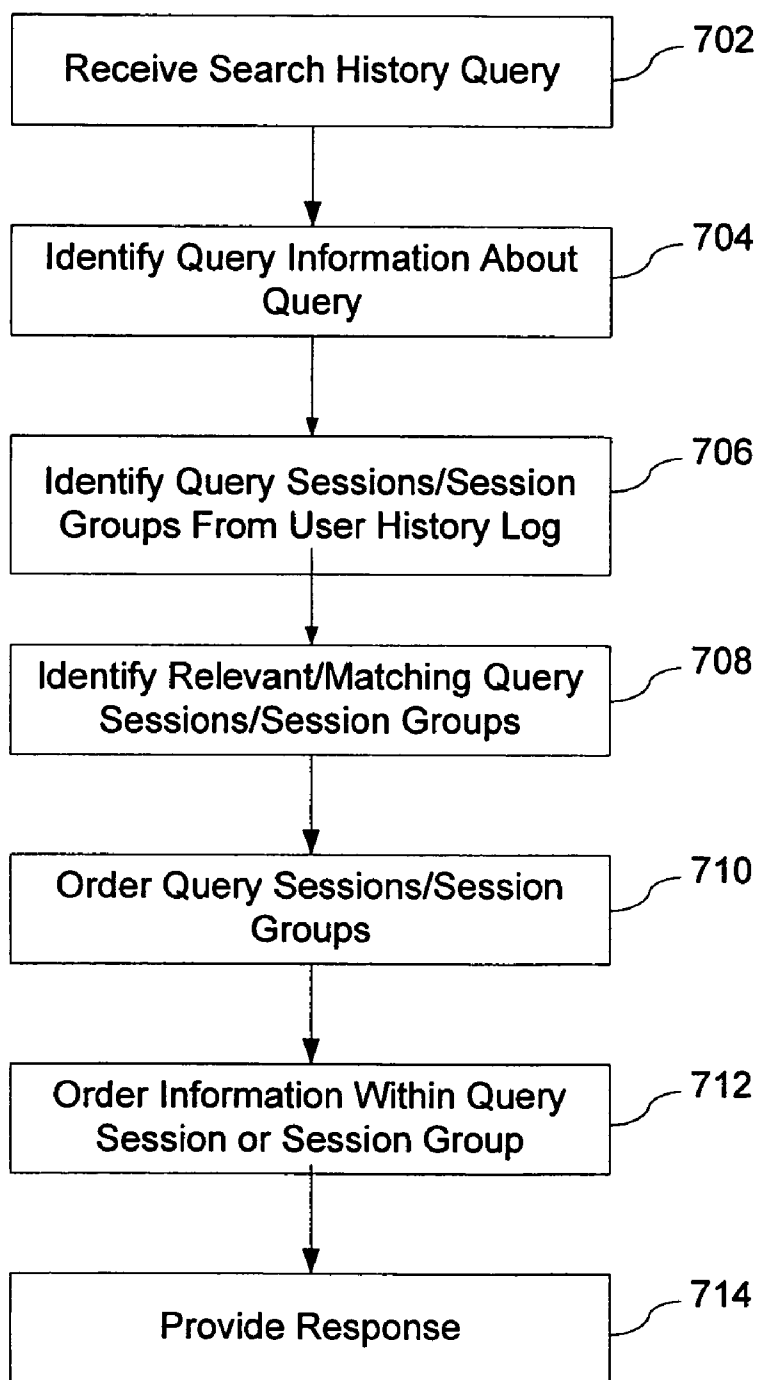 702
Receive Search History Query
704
Identify Query Information About
Query
706
Identify Query Sessions/Session
Groups From User History Log
708
Identify Relevant/Matching Query
Sessions/Session Groups
710
Order Query Sessions/Session
Groups
712
Order Information Within Query
Session or Session Group
714
Provide Response